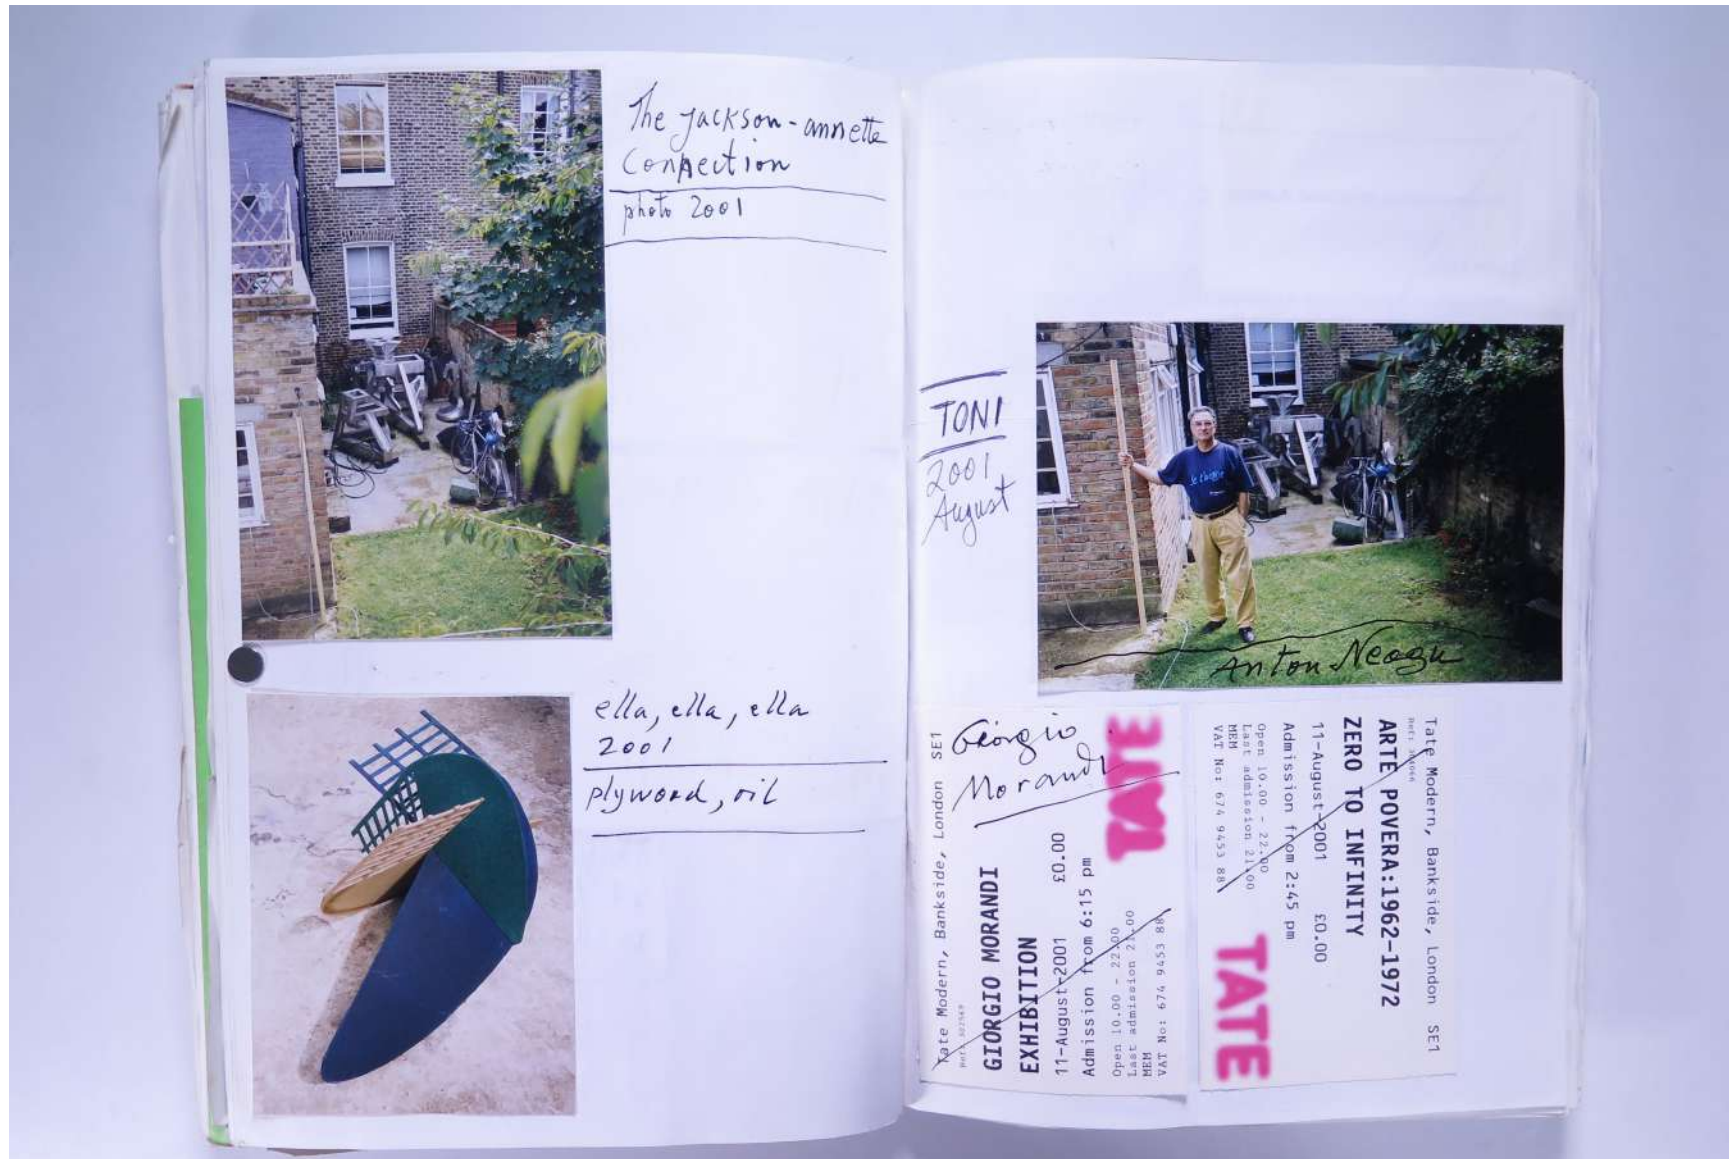 The Jackson-annette
Connection
photo 2001
ella, ella, ella
2001
plywood, oil
TONI
2001
August
Anton Neagu
Giorgio
Morandi
TATE
Tate Modern, Bankside, London SE1
GIORGIO MORANDI
EXHIBITION
11-August-2001 £0.00
Admission from 6:15 pm
Open 10.00 - 22.00
Last admission 21.00
MEM
VAT No: 674 9453 88
Tate Modern, Bankside, London SE1
ARTE POVERA:1962-1972
ZERO TO INFINITY
11-August-2001 £0.00
Admission from 2:45 pm
Open 10.00 - 22.00
Last admission 21.00
MEM
VAT No: 674 9453 88
TATE